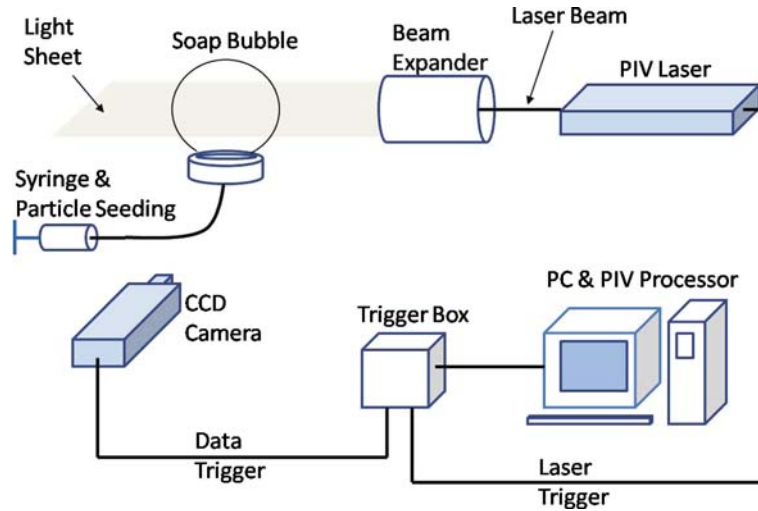 Light
Sheet
Soap Bubble
Beam
Expander
Laser Beam
PIV Laser
Syringe &
Particle Seeding
CCD
Camera
Trigger Box
PC & PIV Processor
Data
Trigger
Laser
Trigger